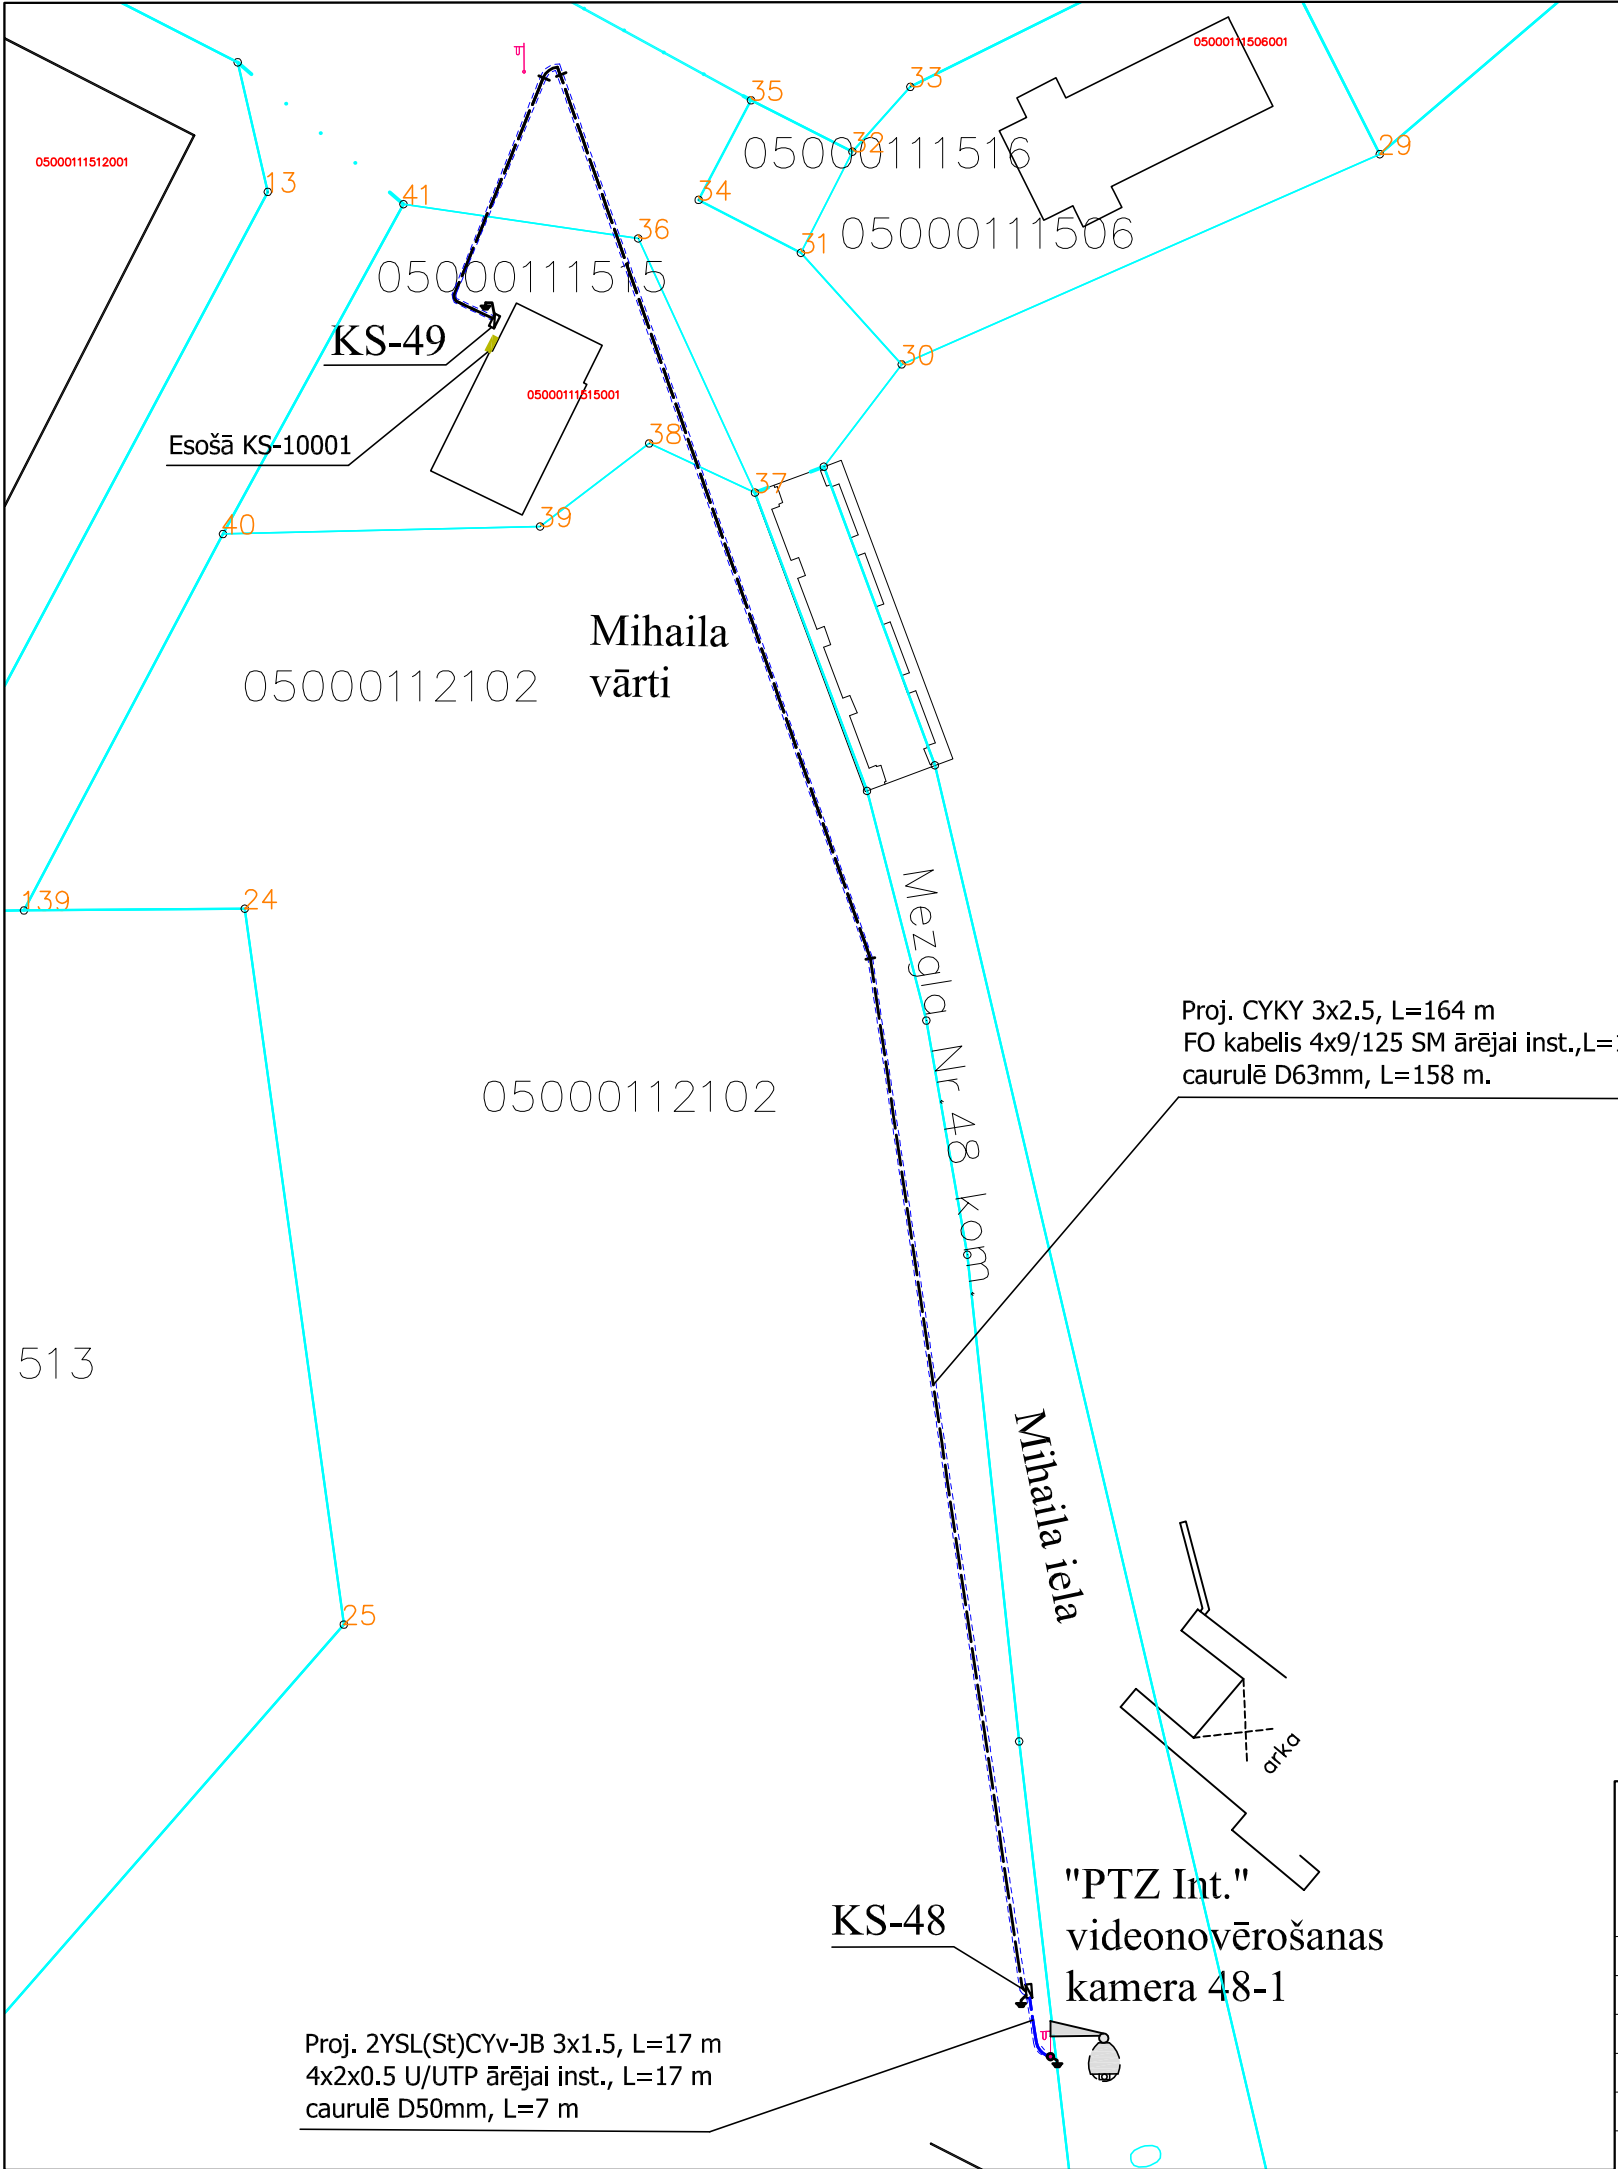 05000111506001
05000111512001
35
33
32
29
05000111516
13
41
34
36
31
05000111506
05000111515
KS-49
30
05000111515001
Esošā KS-10001
38
37
40
39
Mihaila
vārti
05000112102
139
24
Mezgla Nr.48 kom.
Proj. CYKY 3x2.5, L=164 m
FO kabelis 4x9/125 SM ārējai inst.,L=
caurulē D63mm, L=158 m.
05000112102
513
Mihaila iela
25
arka
"PTZ Int."
videonovērošanas
kamera 48-1
KS-48
Proj. 2YSL(St)CYv-JB 3x1.5, L=17 m
4x2x0.5 U/UTP ārējai inst., L=17 m
caurulē D50mm, L=7 m